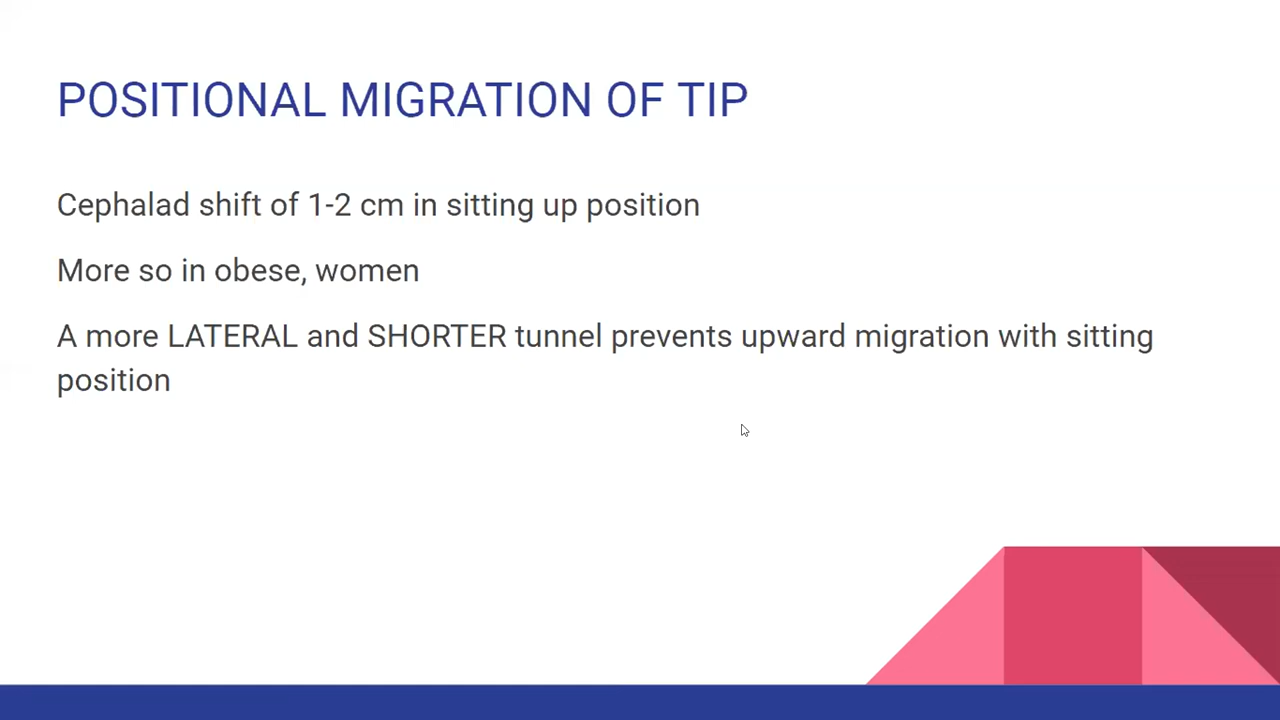 POSITIONAL MIGRATION OF TIP
Cephalad shift of 1-2 cm in sitting up position
More so in obese, women
A more LATERAL and SHORTER tunnel prevents upward migration with sitting
position